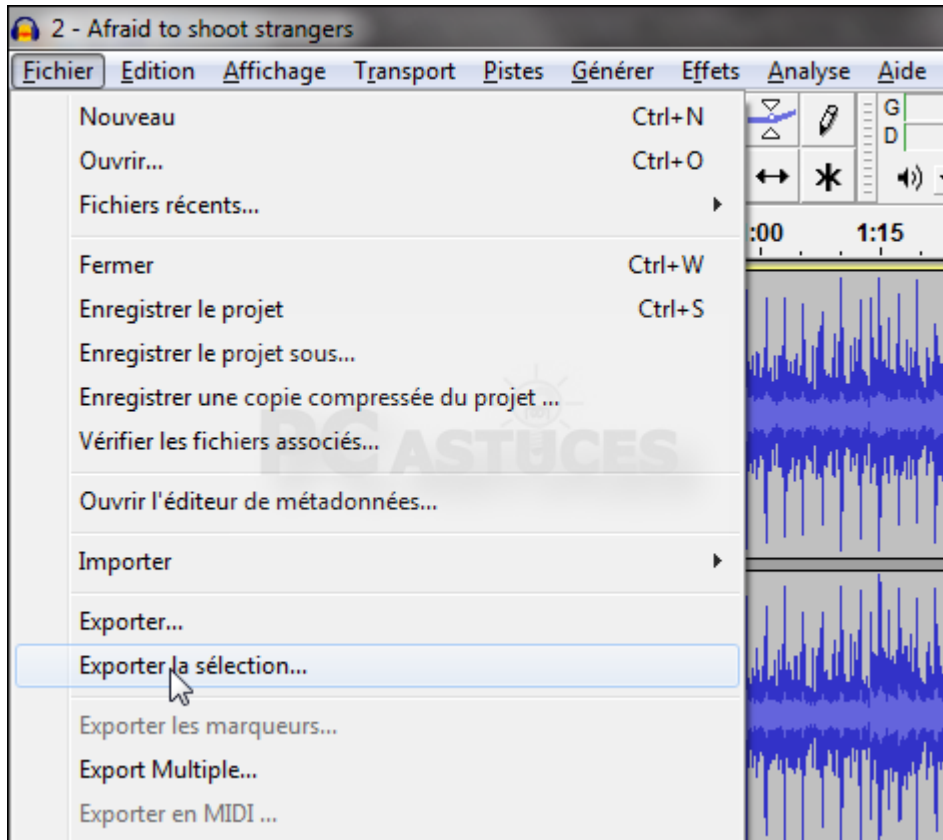 2 - Afraid to shoot strangers
Fichier Edition Affichage Transport Pistes Générer Effets Analyse Aide
Nouveau Ctrl+N
Ouvrir... Ctrl+O
Fichiers récents...
Fermer Ctrl+W
Enregistrer le projet Ctrl+S
Enregistrer le projet sous...
Enregistrer une copie compressée du projet ...
Vérifier les fichiers associés...
Ouvrir l'éditeur de métadonnées...
Importer
Exporter...
Exporter la sélection...
Exporter les marqueurs...
Export Multiple...
Exporter en MIDI ...
G
D
:00 1:15
PC ASTUCES